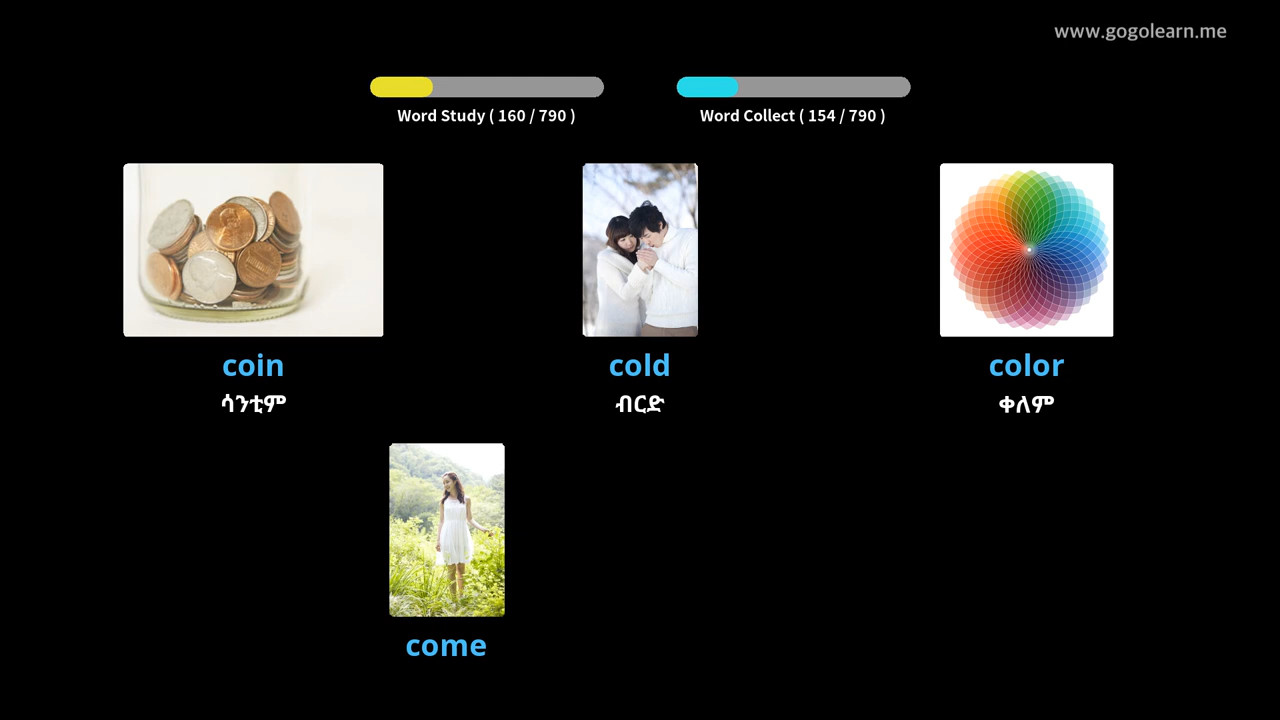 www.gogolearn.me
Word Study ( 160 / 790 )
Word Collect ( 154 / 790 )
coin
ሳንቲም
cold
ብርድ
color
ቀለም
come